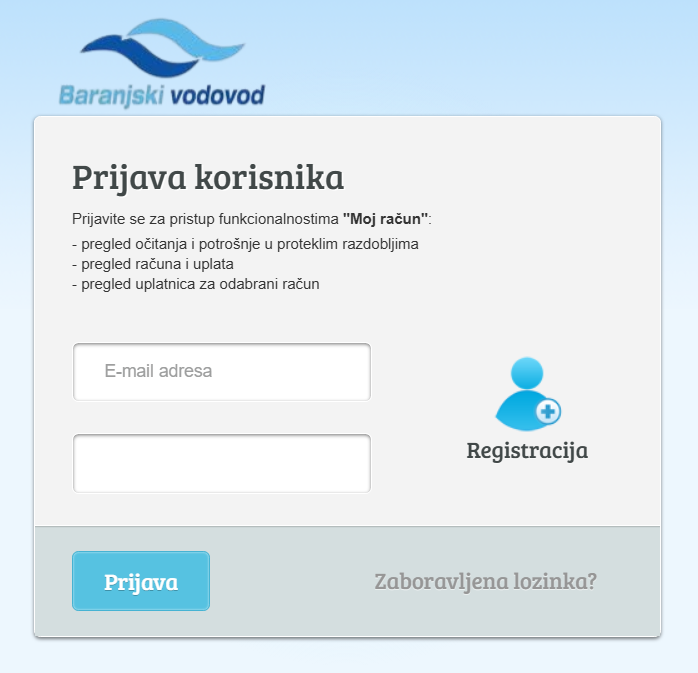 Baranjski vodovod
Prijava korisnika
Prijavite se za pristup funkcionalnostima "Moj račun":
- pregled očitanja i potrošnje u proteklim razdobljima
- pregled računa i uplata
- pregled uplatnica za odabrani račun
E-mail adresa
Registracija
Prijava
Zaboravljena lozinka?